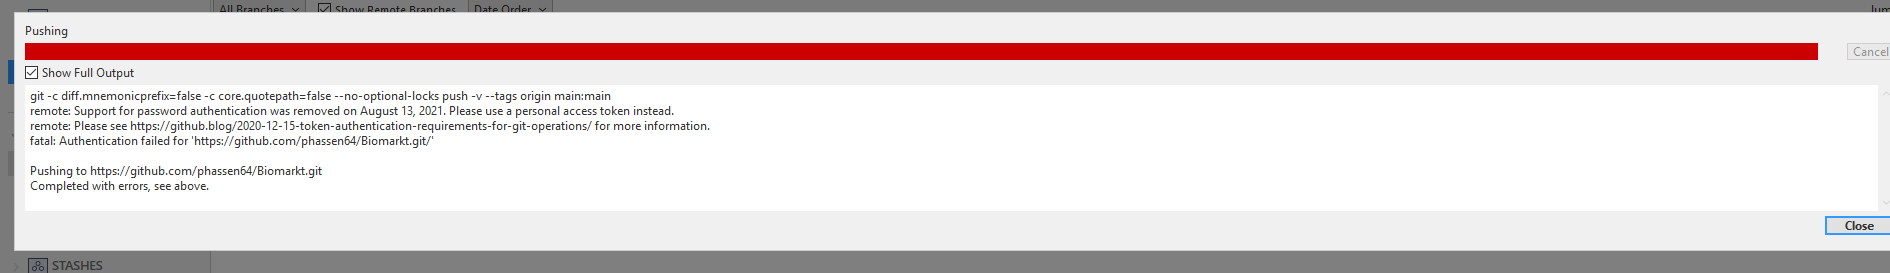 All Branches Show Remote Branches Date Order
Pushing
Cancel
Show Full Output
git -c diff.mnemonicprefix=false -c core.quotepath=false --no-optional-locks push -v --tags origin main:main
remote: Support for password authentication was removed on August 13, 2021. Please use a personal access token instead.
remote: Please see https://github.blog/2020-12-15-token-authentication-requirements-for-git-operations/ for more information.
fatal: Authentication failed for 'https://github.com/phassen64/Biomarkt.git/'
Pushing to https://github.com/phassen64/Biomarkt.git
Completed with errors, see above.
Close
STASHES